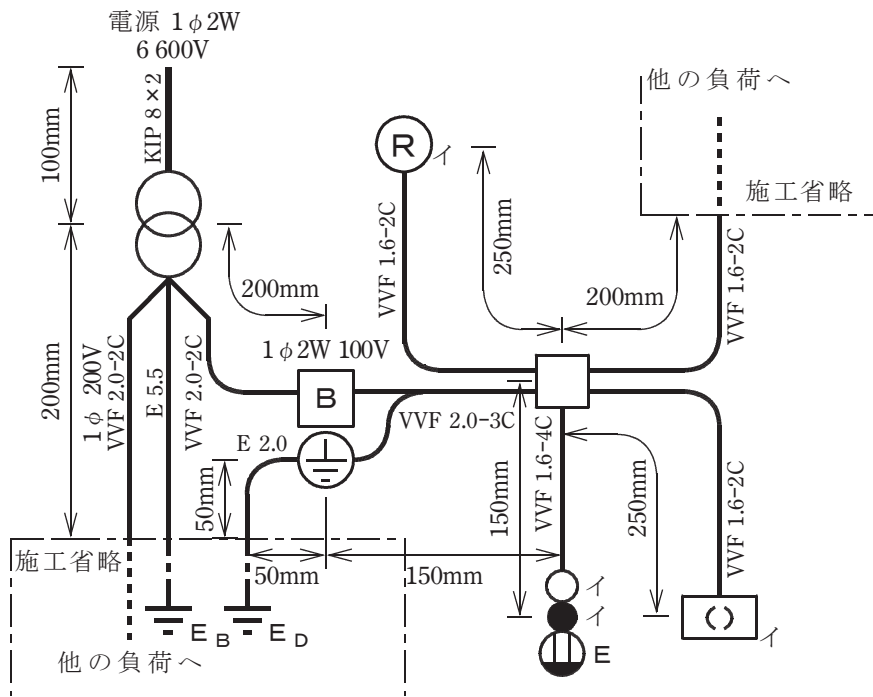 電源 1φ2W
6 600V
KIP 8×2
100mm
R イ
他の負荷へ
施工省略
VVF 1.6-2C
250mm
200mm
VVF 1.6-2C
200mm
1φ2W 100V
200mm
1φ 200V
VVF 2.0-2C
E 5.5
VVF 2.0-2C
B
VVF 2.0-3C
E 2.0
50mm
150mm
VVF 1.6-4C
250mm
VVF 1.6-2C
施工省略
50mm
150mm
イ
イ
E
イ
EB
ED
他の負荷へ